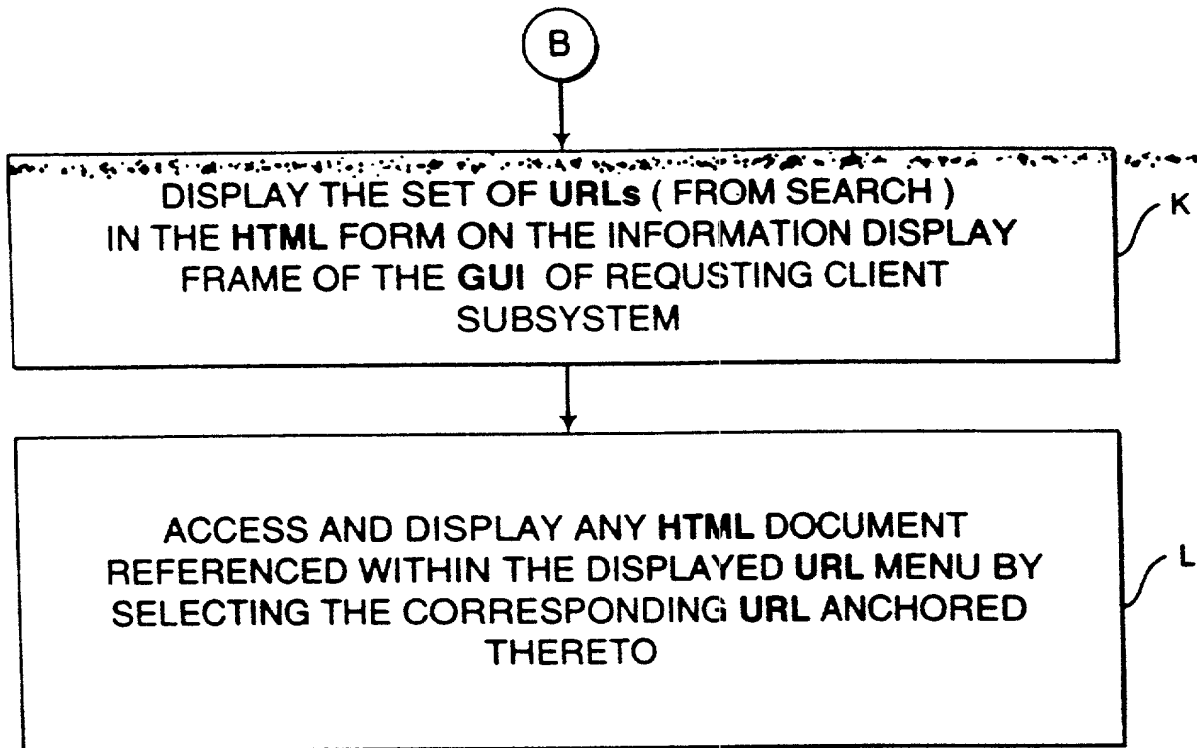 B
DISPLAY THE SET OF URLs ( FROM SEARCH )
IN THE HTML FORM ON THE INFORMATION DISPLAY
FRAME OF THE GUI OF REQUSTING CLIENT
SUBSYSTEM
K
ACCESS AND DISPLAY ANY HTML DOCUMENT
REFERENCED WITHIN THE DISPLAYED URL MENU BY
SELECTING THE CORRESPONDING URL ANCHORED
THERETO
L